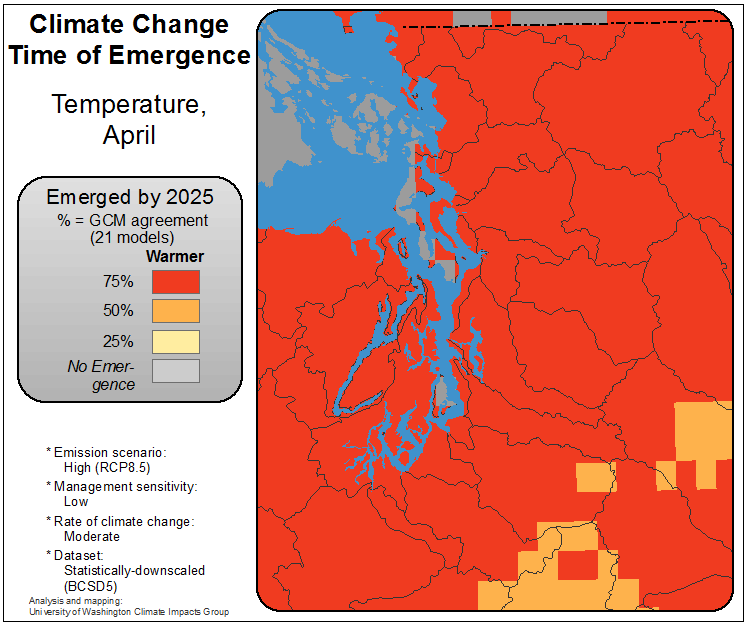 Climate Change
Time of Emergence
Temperature,
April
Emerged by 2025
% = GCM agreement
(21 models)
Warmer
75%
50%
25%
No Emer-
gence
* Emission scenario:
High (RCP8.5)
* Management sensitivity:
Low
* Rate of climate change:
Moderate
* Dataset:
Statistically-downscaled
(BCSD5)
Analysis and mapping:
University of Washington Climate Impacts Group